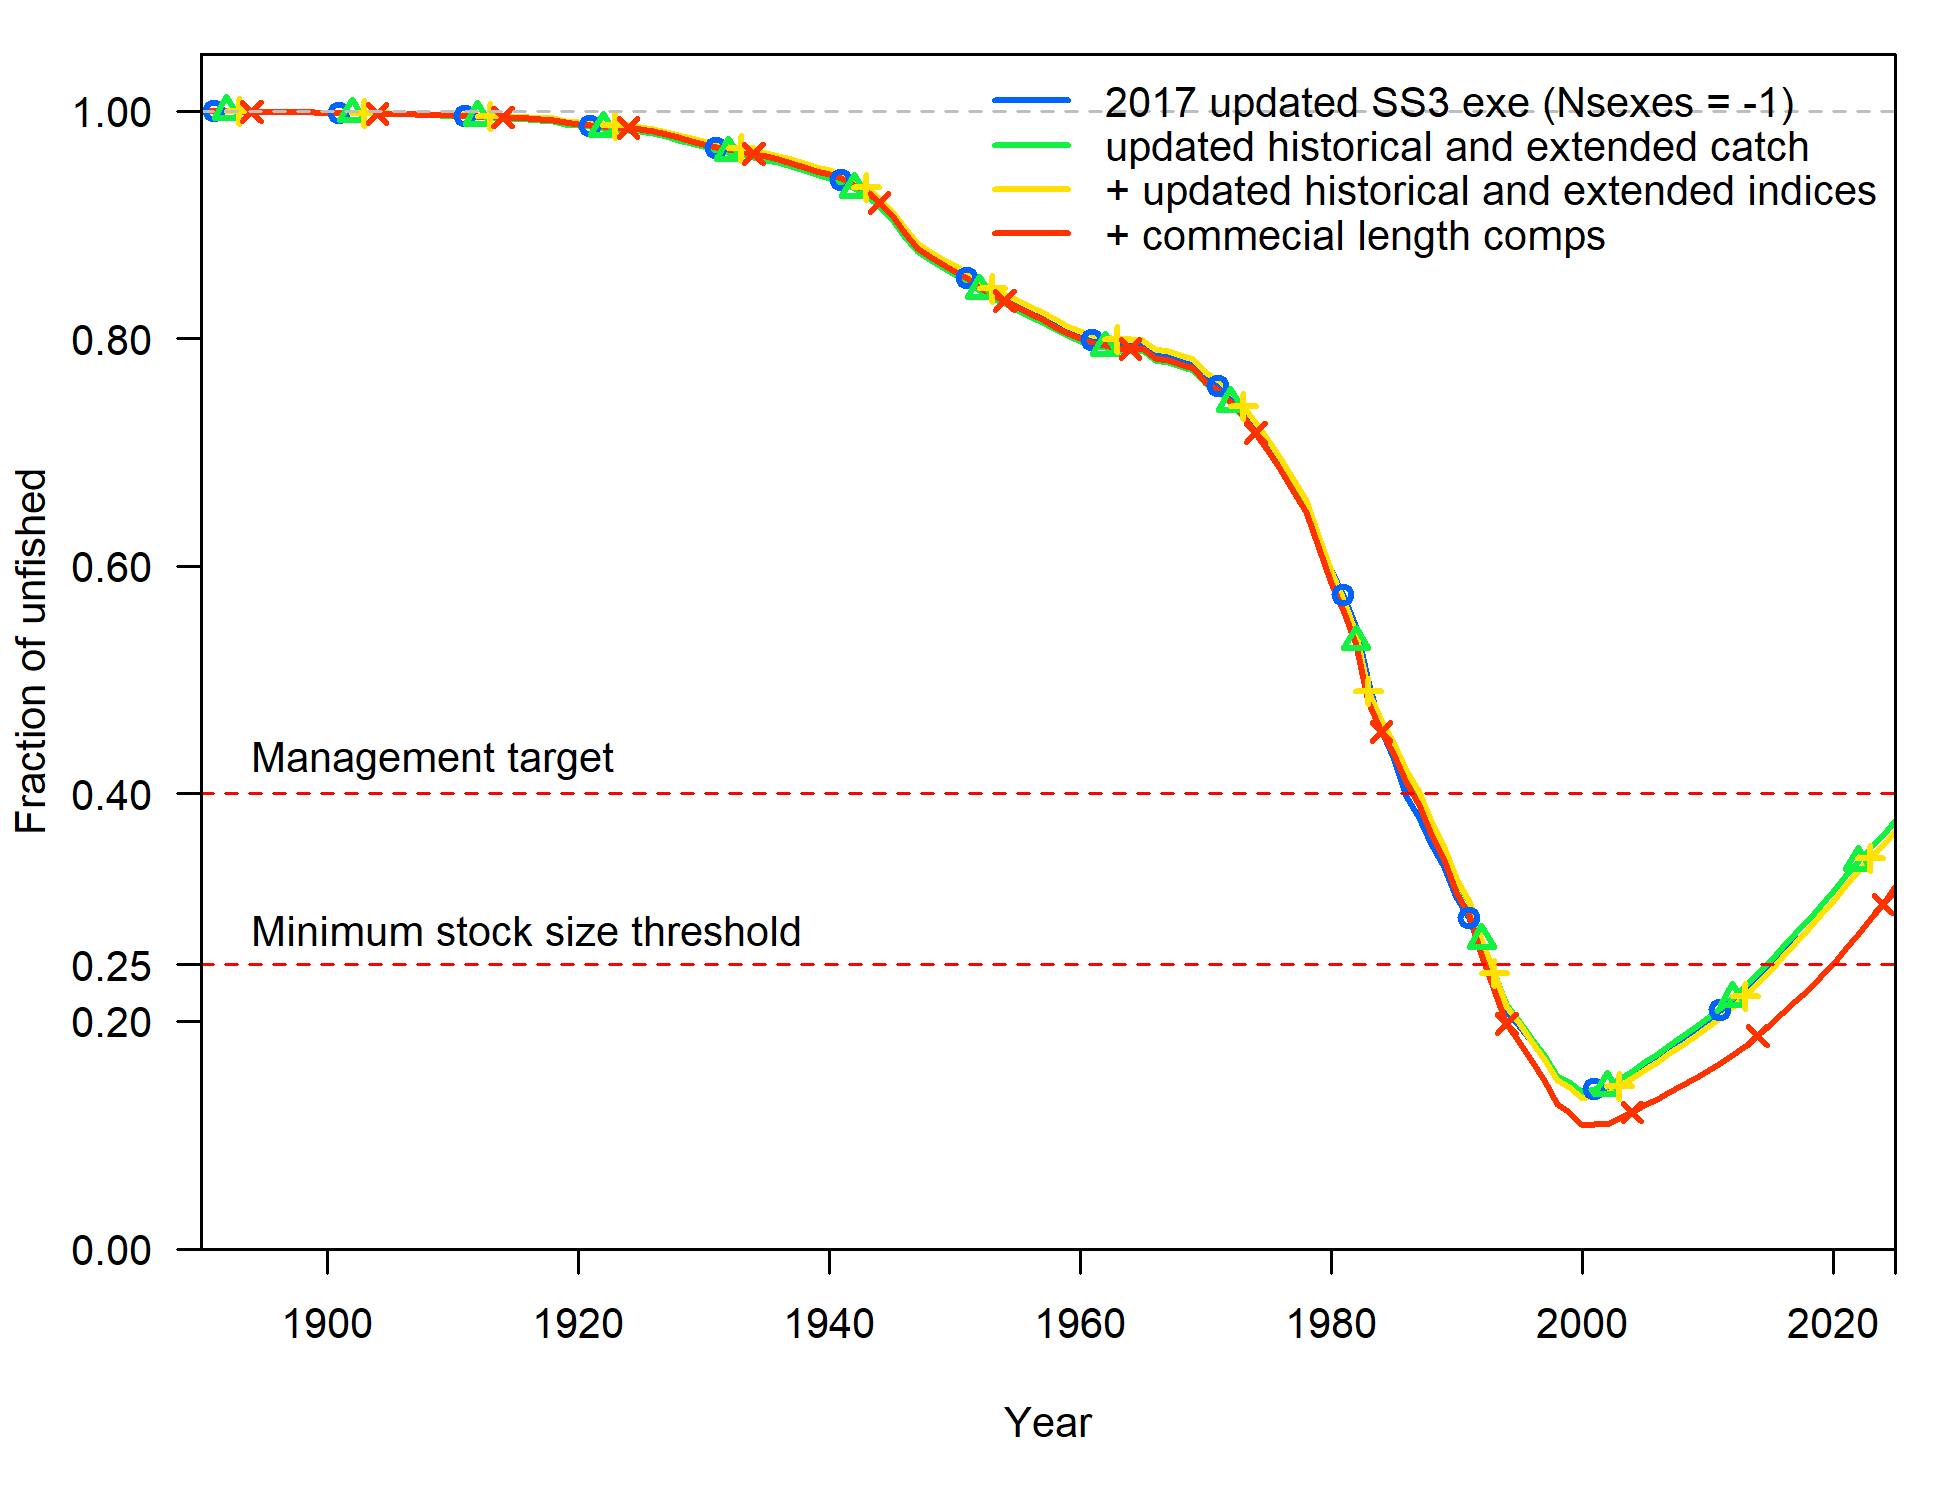 2017 updated SS3 exe (Nsexes = -1)
updated historical and extended catch
+ updated historical and extended indices
+ commecial length comps
Management target
Minimum stock size threshold
Fraction of unfished
1.00
0.80
0.60
0.40
0.25
0.20
0.00
1900 1920 1940 1960 1980 2000 2020
Year